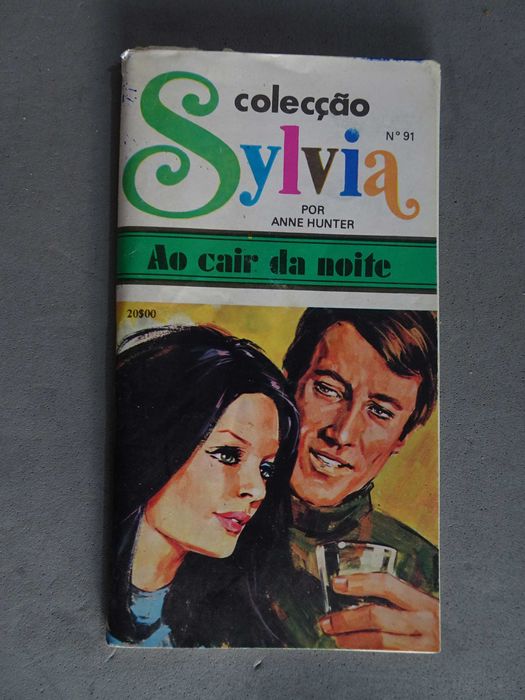 colecção
Sylvia
Nº 91
POR
ANNE HUNTER
Ao cair da noite
20$00